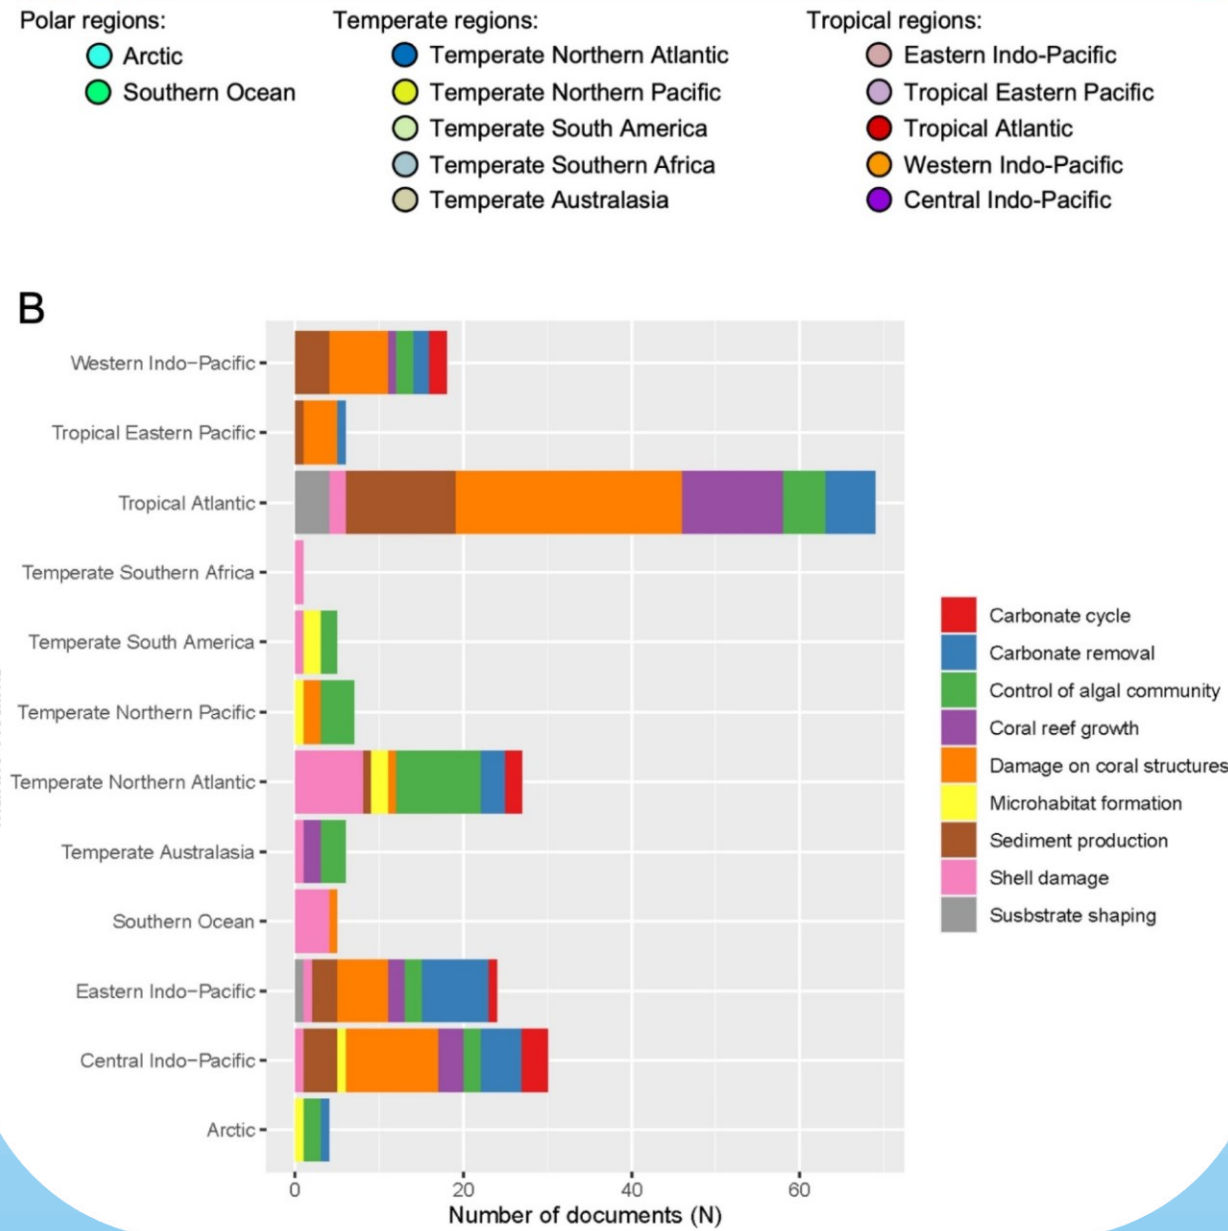 Polar regions:
Arctic
Southern Ocean
Temperate regions:
Temperate Northern Atlantic
Temperate Northern Pacific
Temperate South America
Temperate Southern Africa
Temperate Australasia
Tropical regions:
Eastern Indo-Pacific
Tropical Eastern Pacific
Tropical Atlantic
Western Indo-Pacific
Central Indo-Pacific
B
Western Indo−Pacific
Tropical Eastern Pacific
Tropical Atlantic
Temperate Southern Africa
Temperate South America
Temperate Northern Pacific
Temperate Northern Atlantic
Temperate Australasia
Southern Ocean
Eastern Indo−Pacific
Central Indo−Pacific
Arctic
0 20 40 60
Number of documents (N)
Carbonate cycle
Carbonate removal
Control of algal community
Coral reef growth
Damage on coral structures
Microhabitat formation
Sediment production
Shell damage
Susbstrate shaping